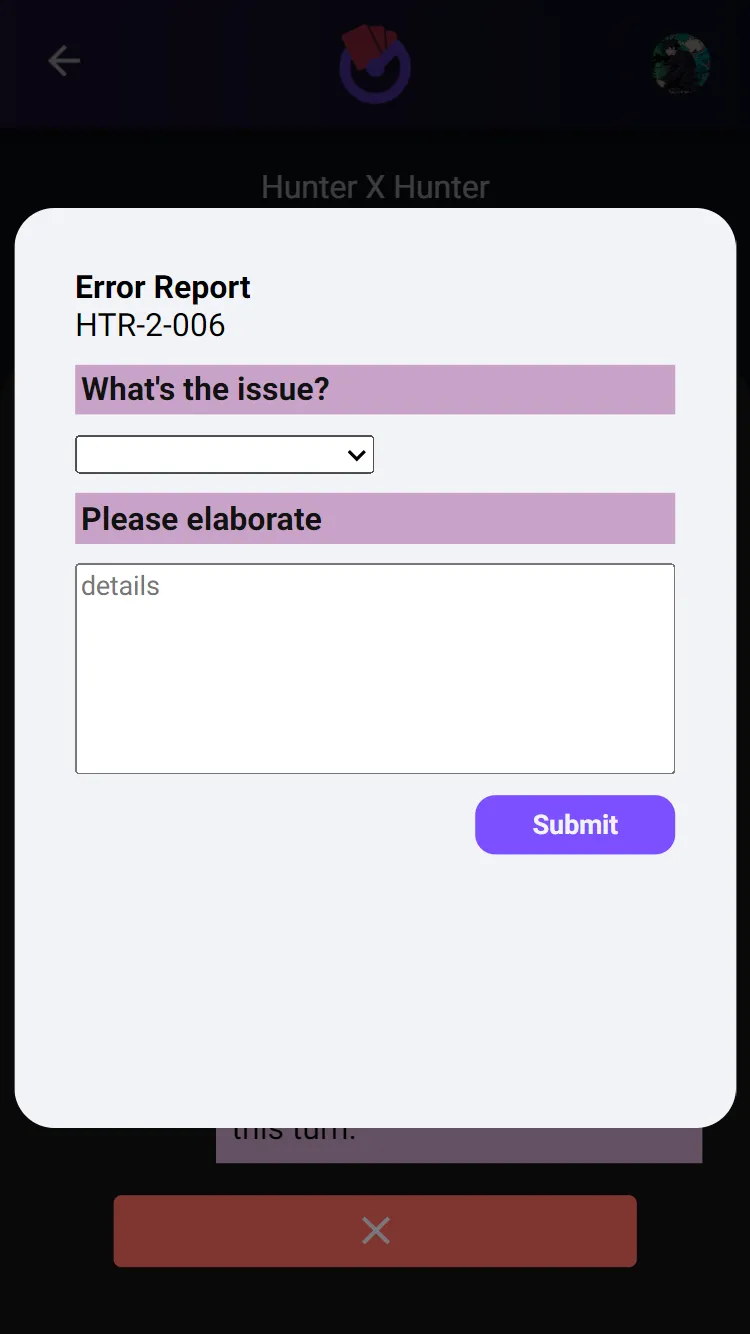 Hunter X Hunter
Error Report
HTR-2-006
What's the issue?
Please elaborate
details
Submit
this turn.